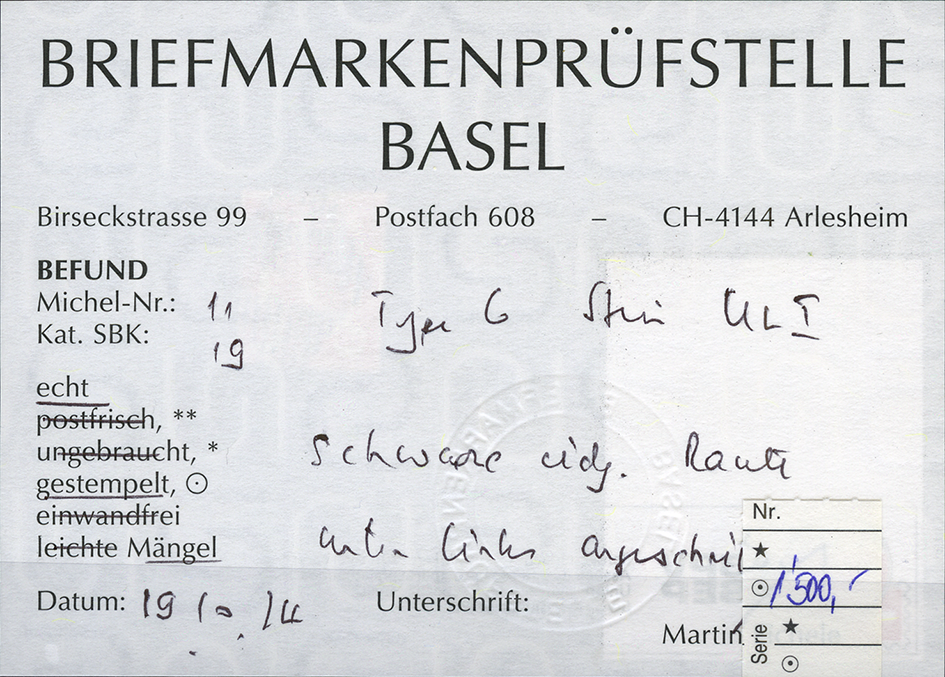 BRIEFMARKENPRÜFSTELLE
BASEL
Birseckstrasse 99 – Postfach 608 – CH-4144 Arlesheim
BEFUND
Michel-Nr.: 11 Type 6 Stein UL I
Kat. SBK: 19
echt
postfrisch, **
ungebraucht, * Schwarze eidg. Raute
gestempelt, ⊙
einwandfrei
leichte Mängel unten links angeschni
Datum: 19 10. 14 Unterschrift:
Martin
Nr.
★
⊙ 1'500,-
Serie ★
⊙